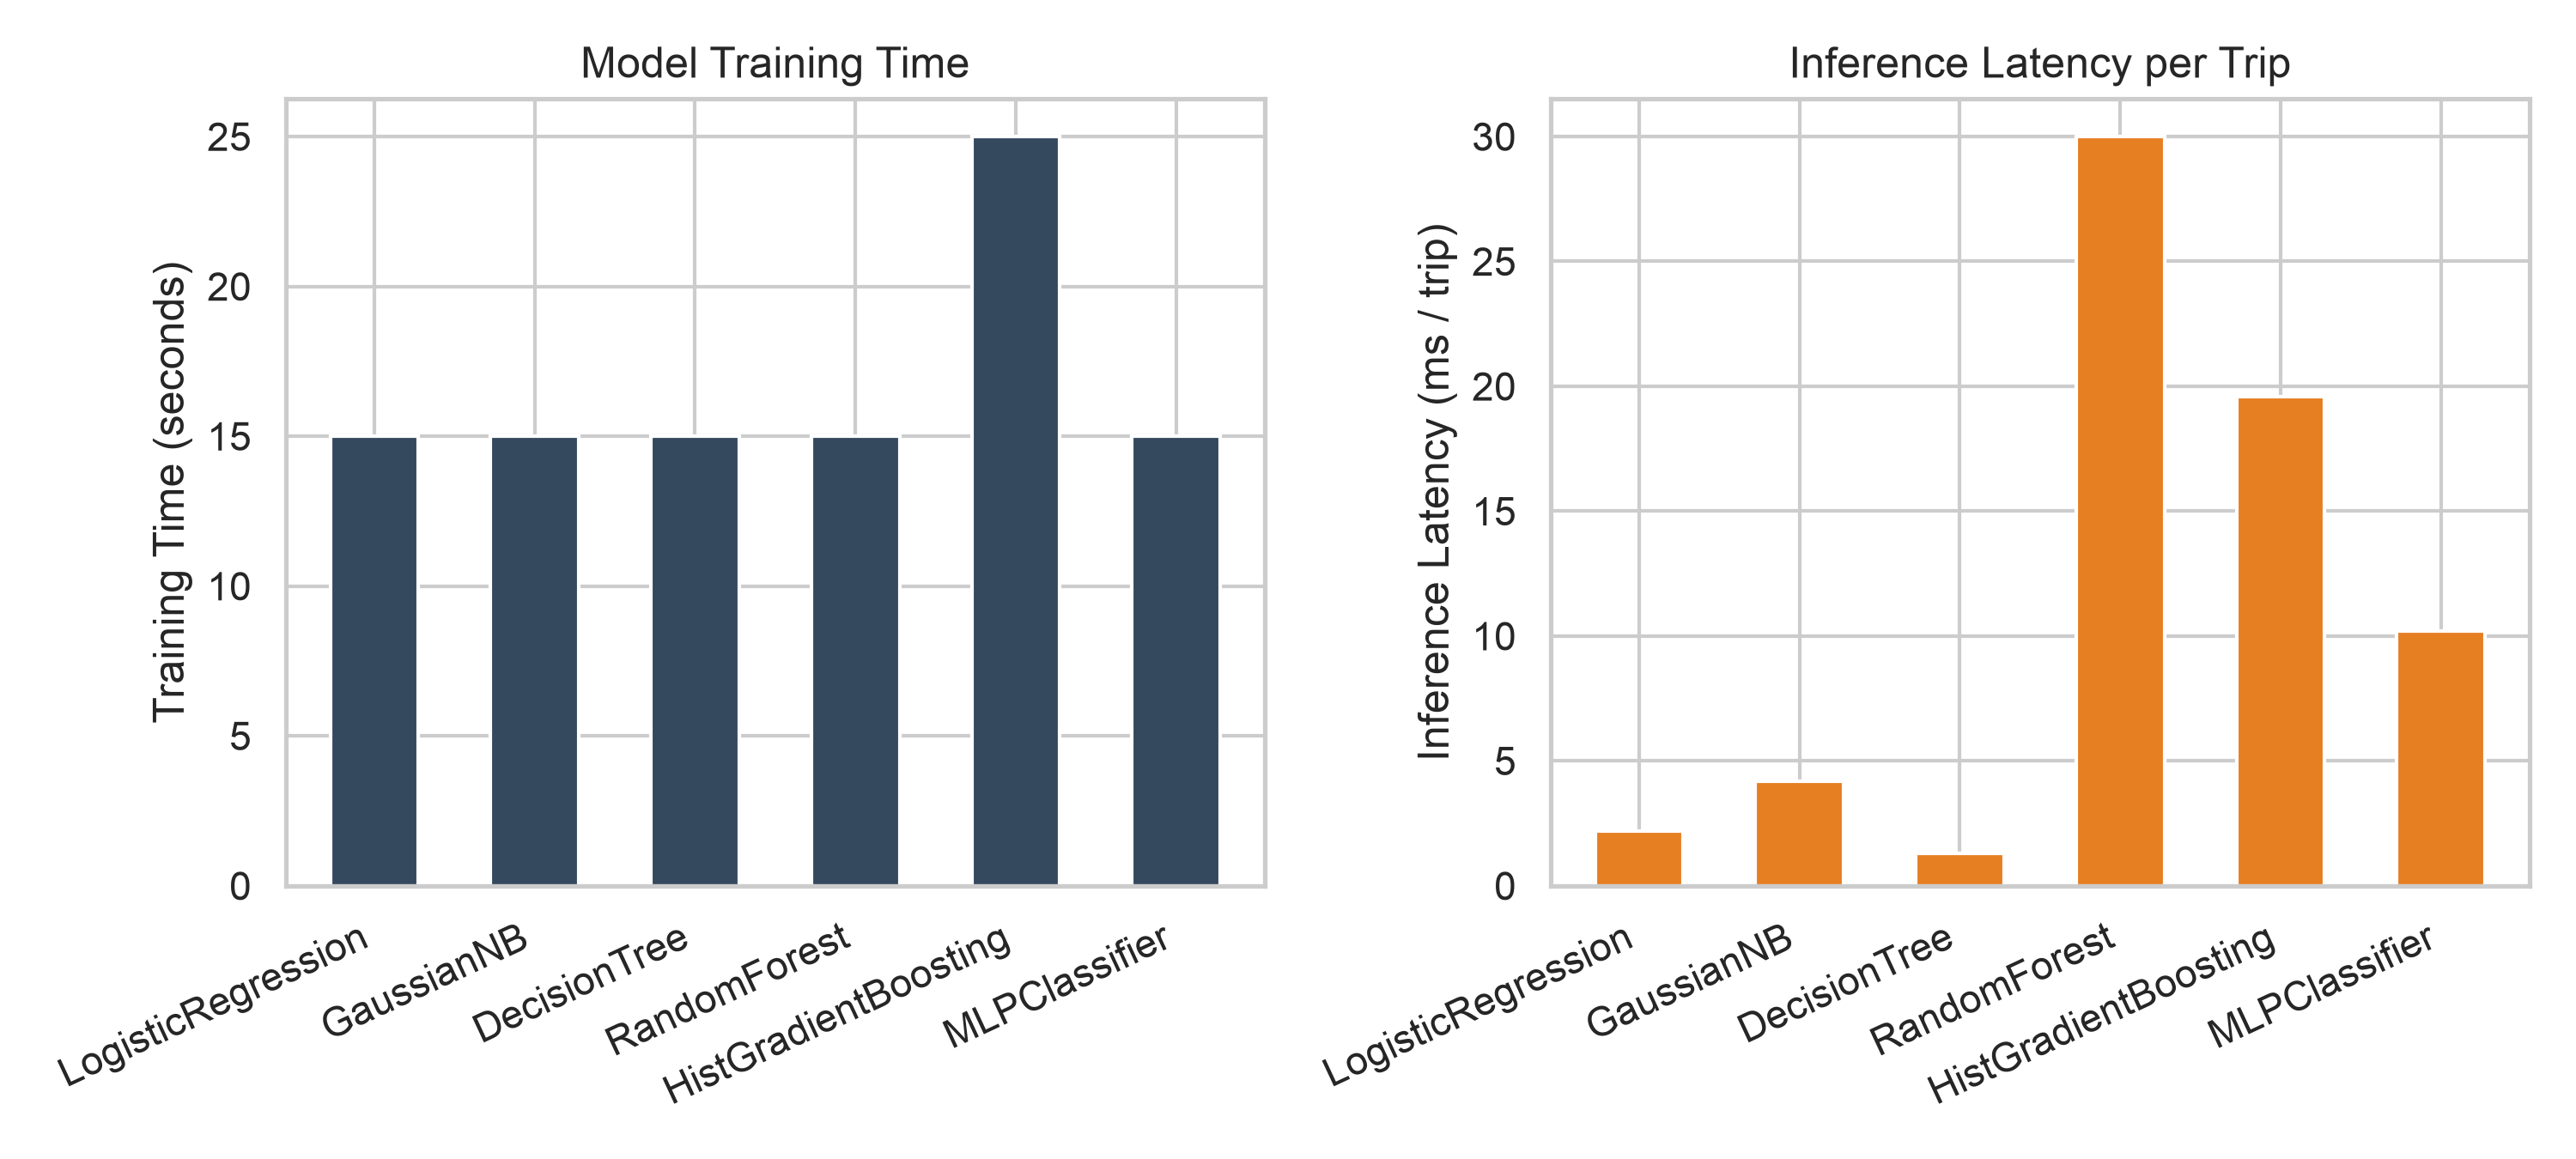 Model Training Time
Training Time (seconds)
25
20
15
10
5
0
LogisticRegression
GaussianNB
DecisionTree
RandomForest
HistGradientBoosting
MLPClassifier
Inference Latency per Trip
Inference Latency (ms / trip)
30
25
20
15
10
5
0
LogisticRegression
GaussianNB
DecisionTree
RandomForest
HistGradientBoosting
MLPClassifier